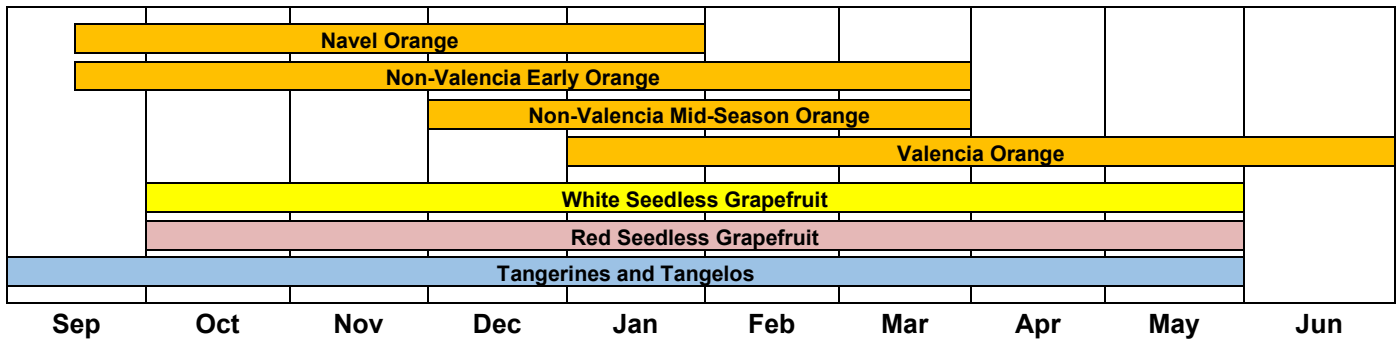 Navel Orange
Non-Valencia Early Orange
Non-Valencia Mid-Season Orange
Valencia Orange
White Seedless Grapefruit
Red Seedless Grapefruit
Tangerines and Tangelos
Sep Oct Nov Dec Jan Feb Mar Apr May Jun